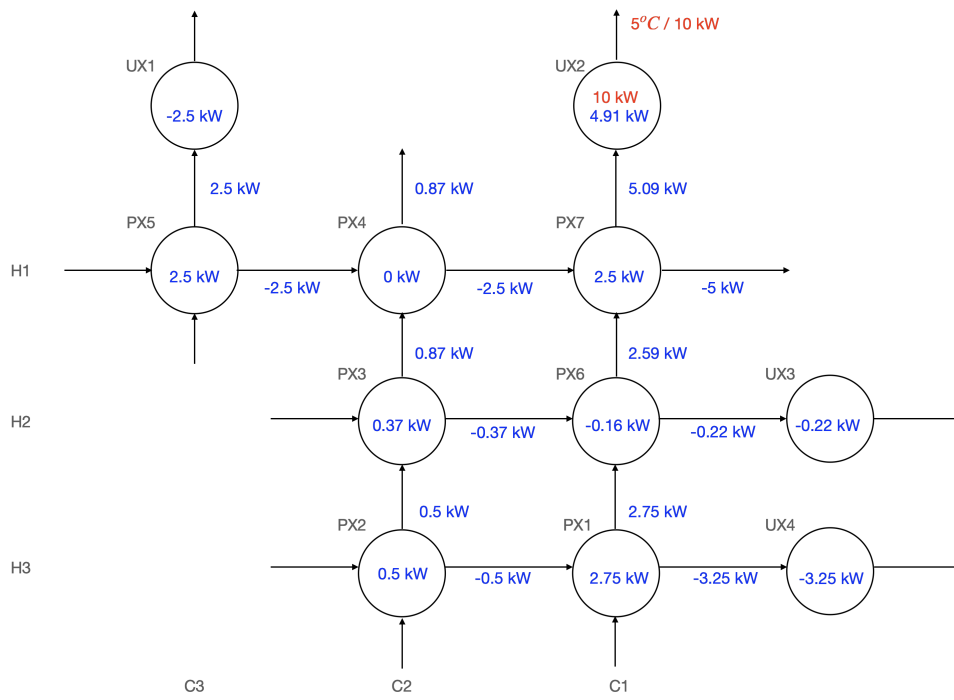 5°C / 10 kW
UX1
UX2
10 kW
-2.5 kW
4.91 kW
2.5 kW
5.09 kW
0.87 kW
PX5
PX4
PX7
H1
2.5 kW
0 kW
2.5 kW
-2.5 kW
-2.5 kW
-5 kW
0.87 kW
2.59 kW
PX3
PX6
UX3
H2
0.37 kW
-0.16 kW
-0.22 kW
-0.37 kW
-0.22 kW
0.5 kW
2.75 kW
PX2
PX1
UX4
H3
0.5 kW
2.75 kW
-3.25 kW
-0.5 kW
-3.25 kW
C3
C2
C1